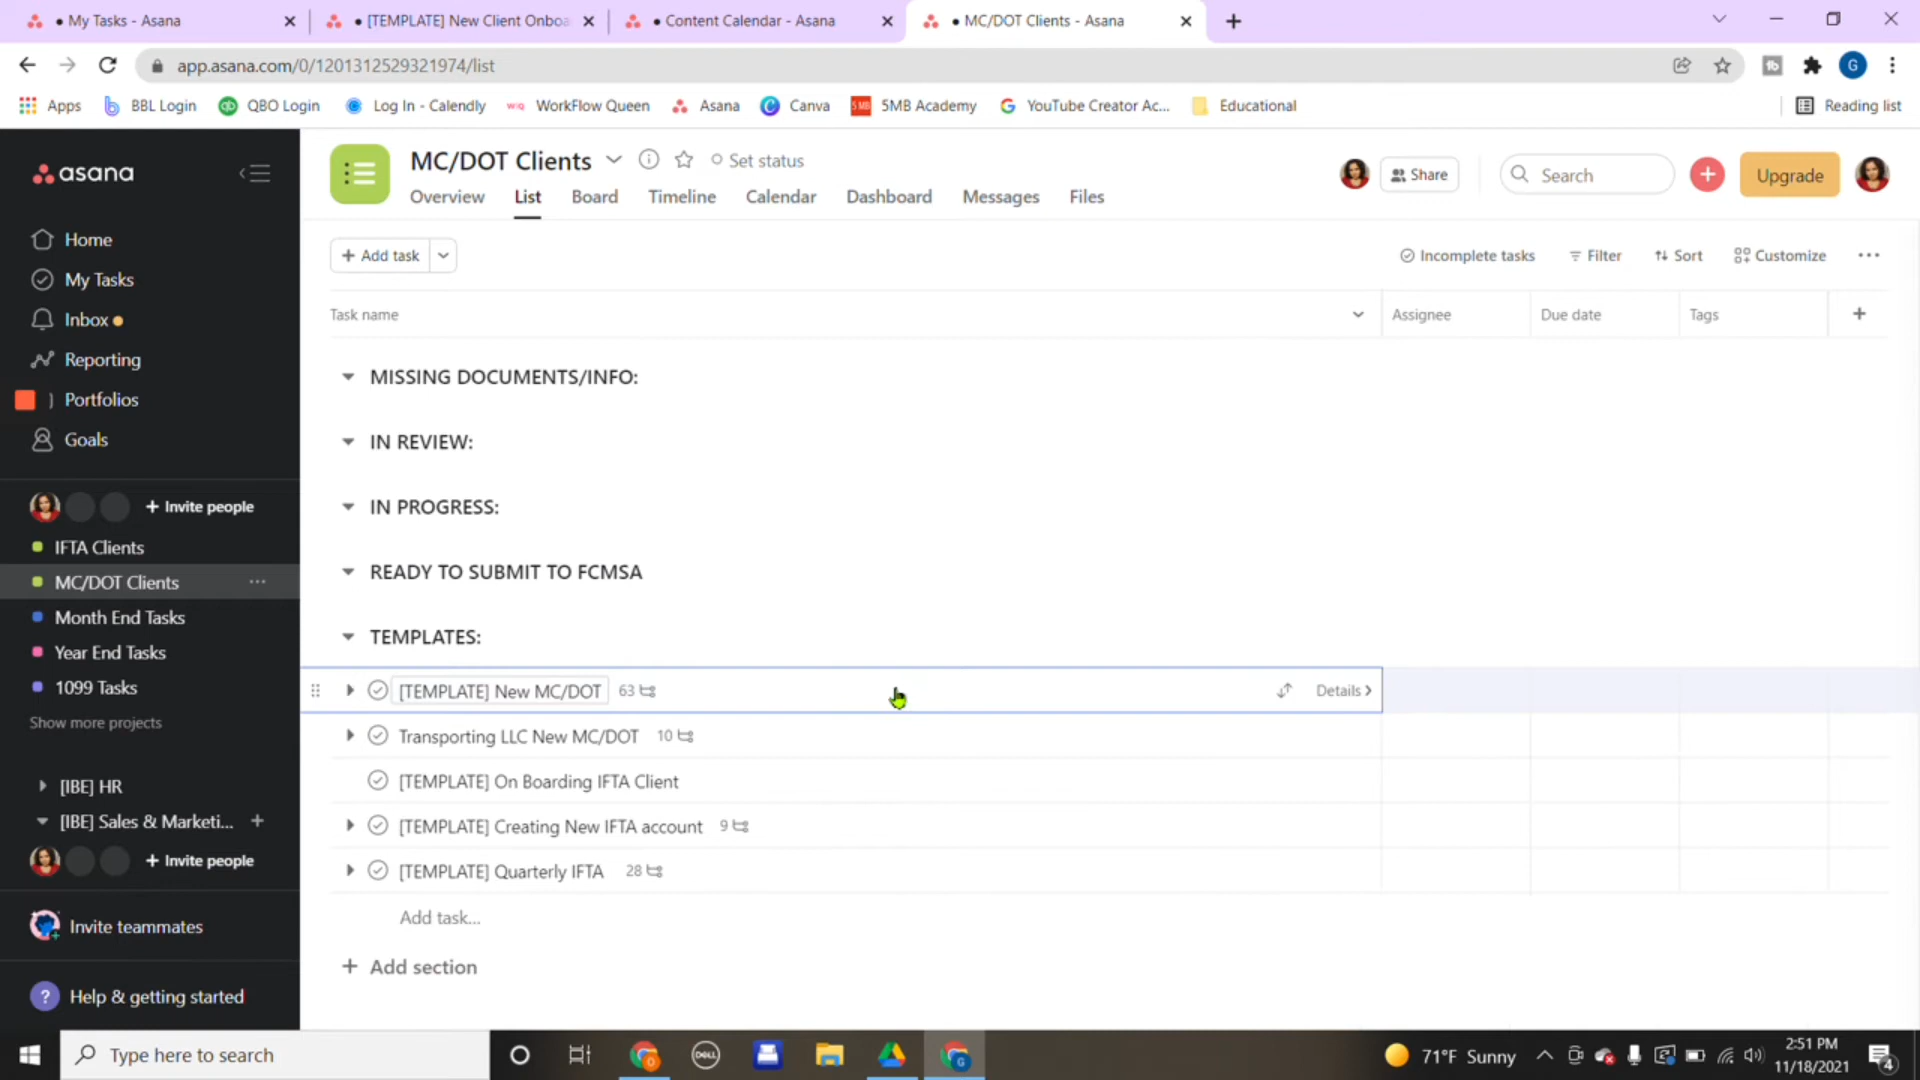 • My Tasks - Asana
• [TEMPLATE] New Client Onbo
• Content Calendar - Asana
• MC/DOT Clients - Asana
app.asana.com/0/1201312529321974/list
G
Apps
BBL Login
QBO Login
Log In - Calendly
WorkFlow Queen
Asana
Canva
5MB Academy
YouTube Creator Ac...
Educational
Reading list
asana
MC/DOT Clients
Set status
Share
Search
Upgrade
Overview
List
Board
Timeline
Calendar
Dashboard
Messages
Files
Home
My Tasks
Inbox
Reporting
Portfolios
Goals
+ Add task
Incomplete tasks
Filter
Sort
Customize
Task name
Assignee
Due date
Tags
MISSING DOCUMENTS/INFO:
IN REVIEW:
IN PROGRESS:
READY TO SUBMIT TO FCMSA
TEMPLATES:
[TEMPLATE] New MC/DOT 63
Details
Transporting LLC New MC/DOT 10
[TEMPLATE] On Boarding IFTA Client
[TEMPLATE] Creating New IFTA account 9
[TEMPLATE] Quarterly IFTA 28
Add task...
+ Add section
+ Invite people
IFTA Clients
MC/DOT Clients
Month End Tasks
Year End Tasks
1099 Tasks
Show more projects
[IBE] HR
[IBE] Sales & Marketi...
+ Invite people
Invite teammates
? Help & getting started
Type here to search
DELL
71°F Sunny
2:51 PM
11/18/2021
4